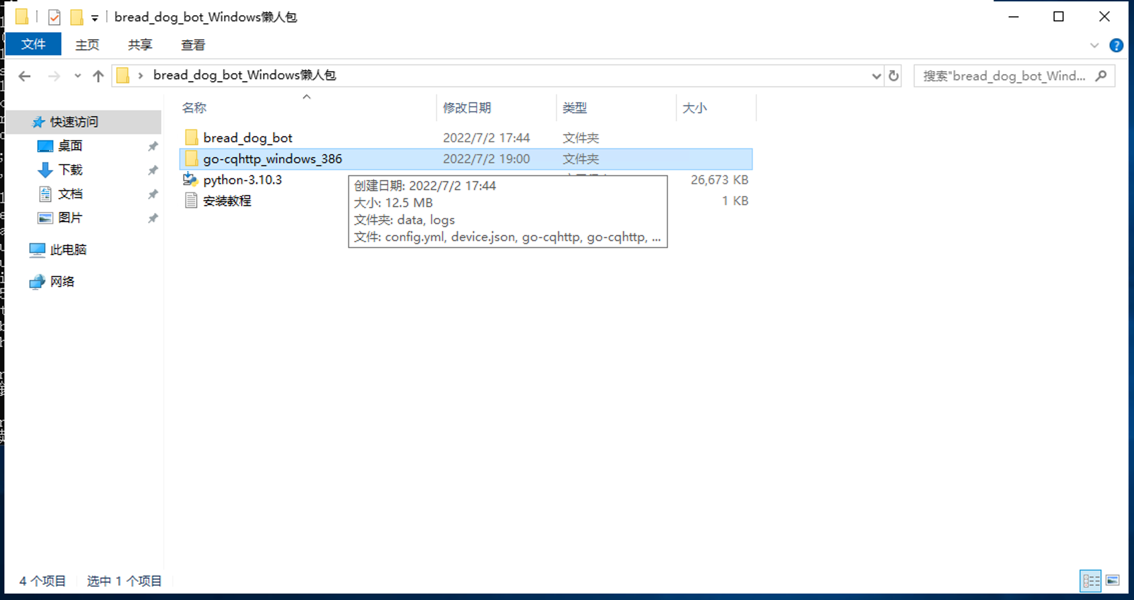 bread_dog_bot_Windows懒人包
文件 主页 共享 查看
bread_dog_bot_Windows懒人包
搜索"bread_dog_bot_Wind...
名称 修改日期 类型 大小
快速访问
桌面
下载
文档
图片
此电脑
网络
bread_dog_bot 2022/7/2 17:44 文件夹
go-cqhttp_windows_386 2022/7/2 19:00 文件夹
python-3.10.3 26,673 KB
安装教程 1 KB
创建日期: 2022/7/2 17:44
大小: 12.5 MB
文件夹: data, logs
文件: config.yml, device.json, go-cqhttp, go-cqhttp, ...
4 个项目 选中 1 个项目